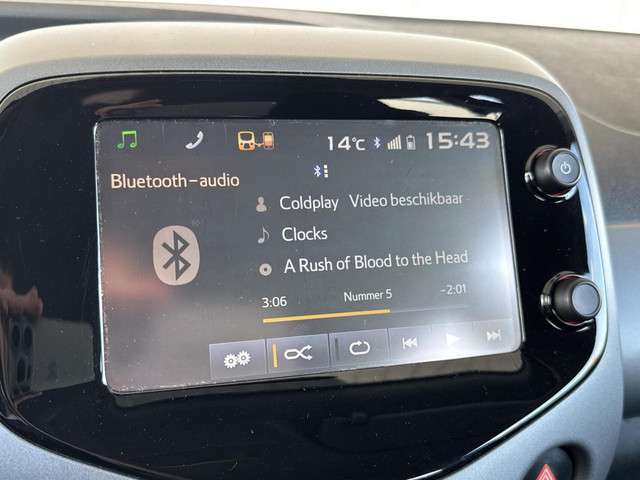 14°C 15:43
Bluetooth-audio
Coldplay Video beschikbaar
Clocks
A Rush of Blood to the Head
3:06 Nummer 5 -2:01